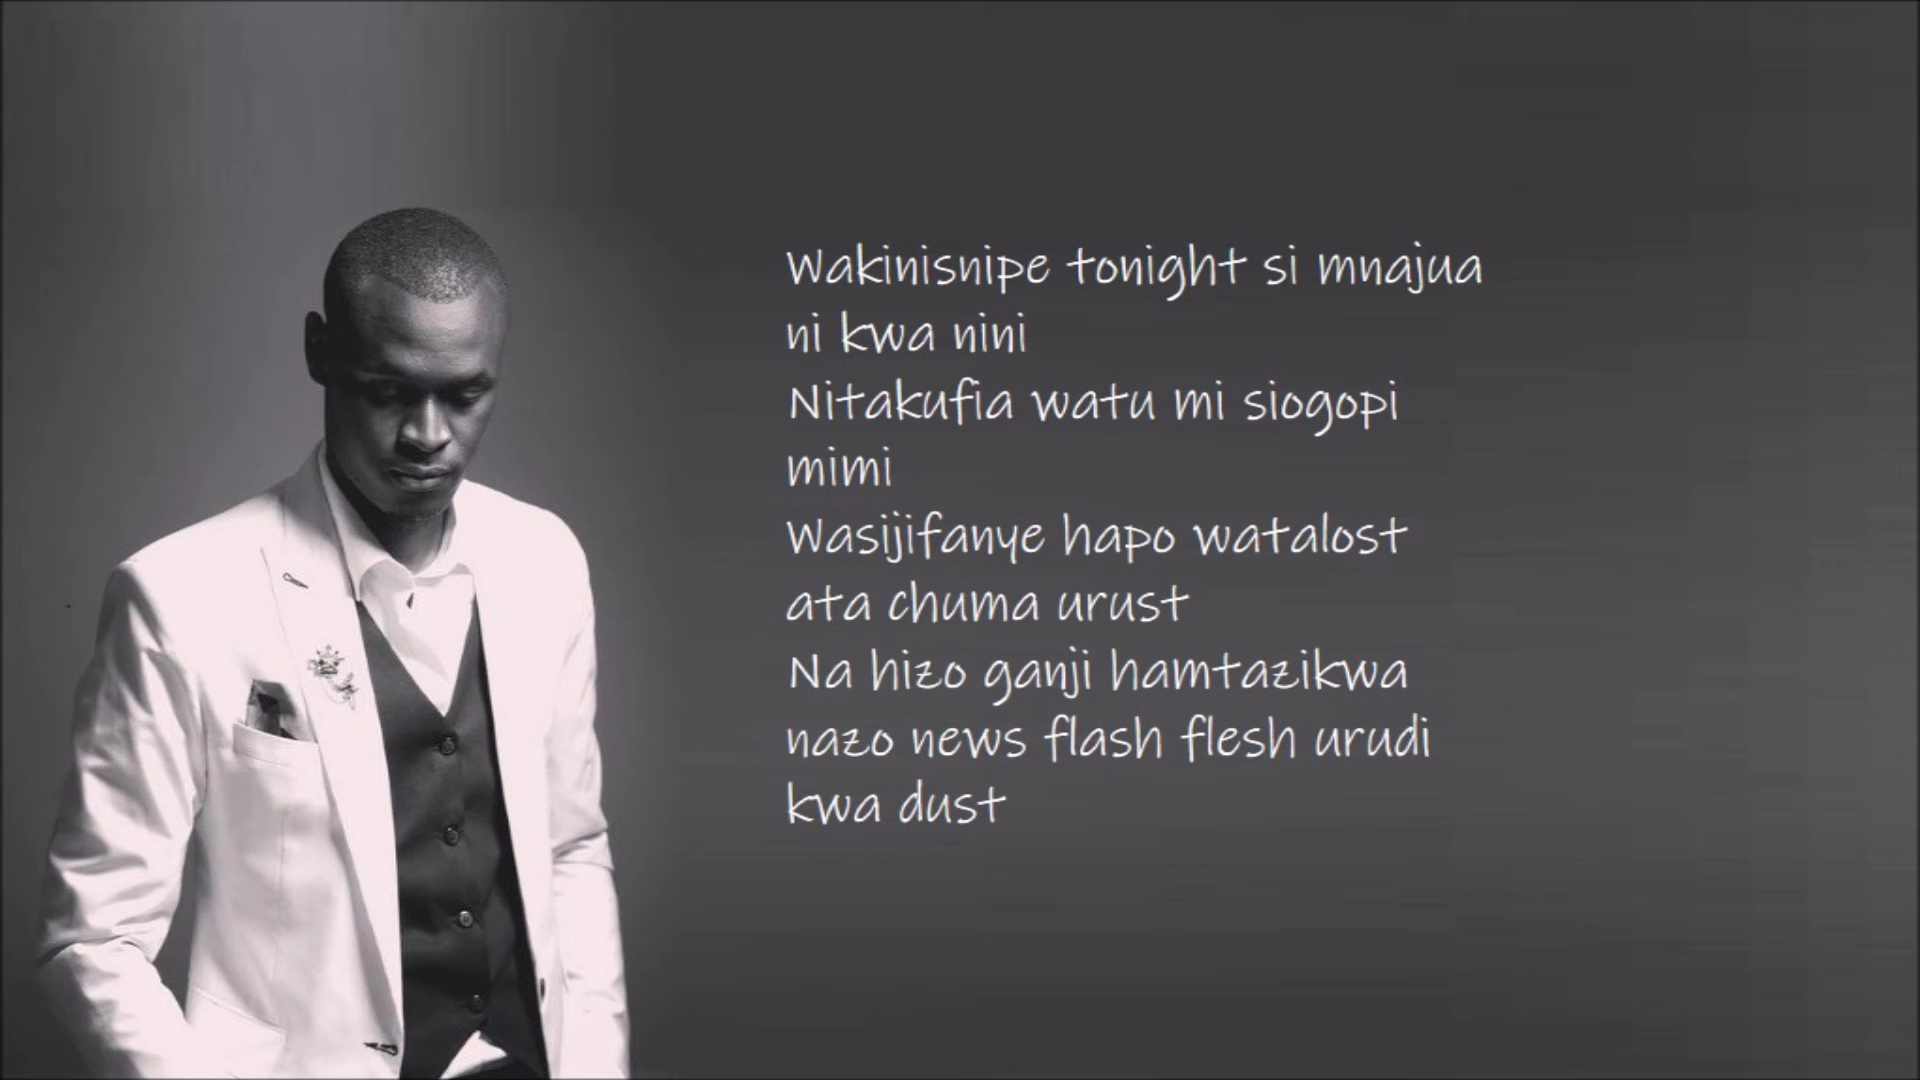 Wakinisnipe tonight si mnajua
ni kwa nini
Nitakufia watu mi siogopi
mimi
Wasijifanye hapo watalost
ata chuma urust
Na hizo ganji hamtazikwa
nazo news flash flesh urudi
kwa dust